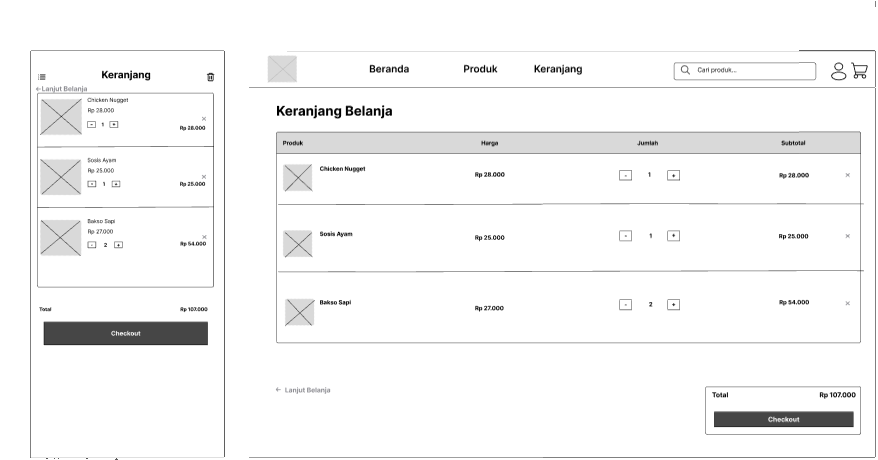 Keranjang
←Lanjut Belanja
Chicken Nugget
Rp 28.000
- 1 +
×
Rp 28.000
Sosis Ayam
Rp 25.000
- 1 +
×
Rp 25.000
Bakso Sapi
Rp 27.000
- 2 +
×
Rp 54.000
Total Rp 107.000
Checkout
Beranda Produk Keranjang Cari produk...
Keranjang Belanja
Produk Harga Jumlah Subtotal
Chicken Nugget Rp 28.000 - 1 + Rp 28.000 ×
Sosis Ayam Rp 25.000 - 1 + Rp 25.000 ×
Bakso Sapi Rp 27.000 - 2 + Rp 54.000 ×
← Lanjut Belanja
Total Rp 107.000
Checkout